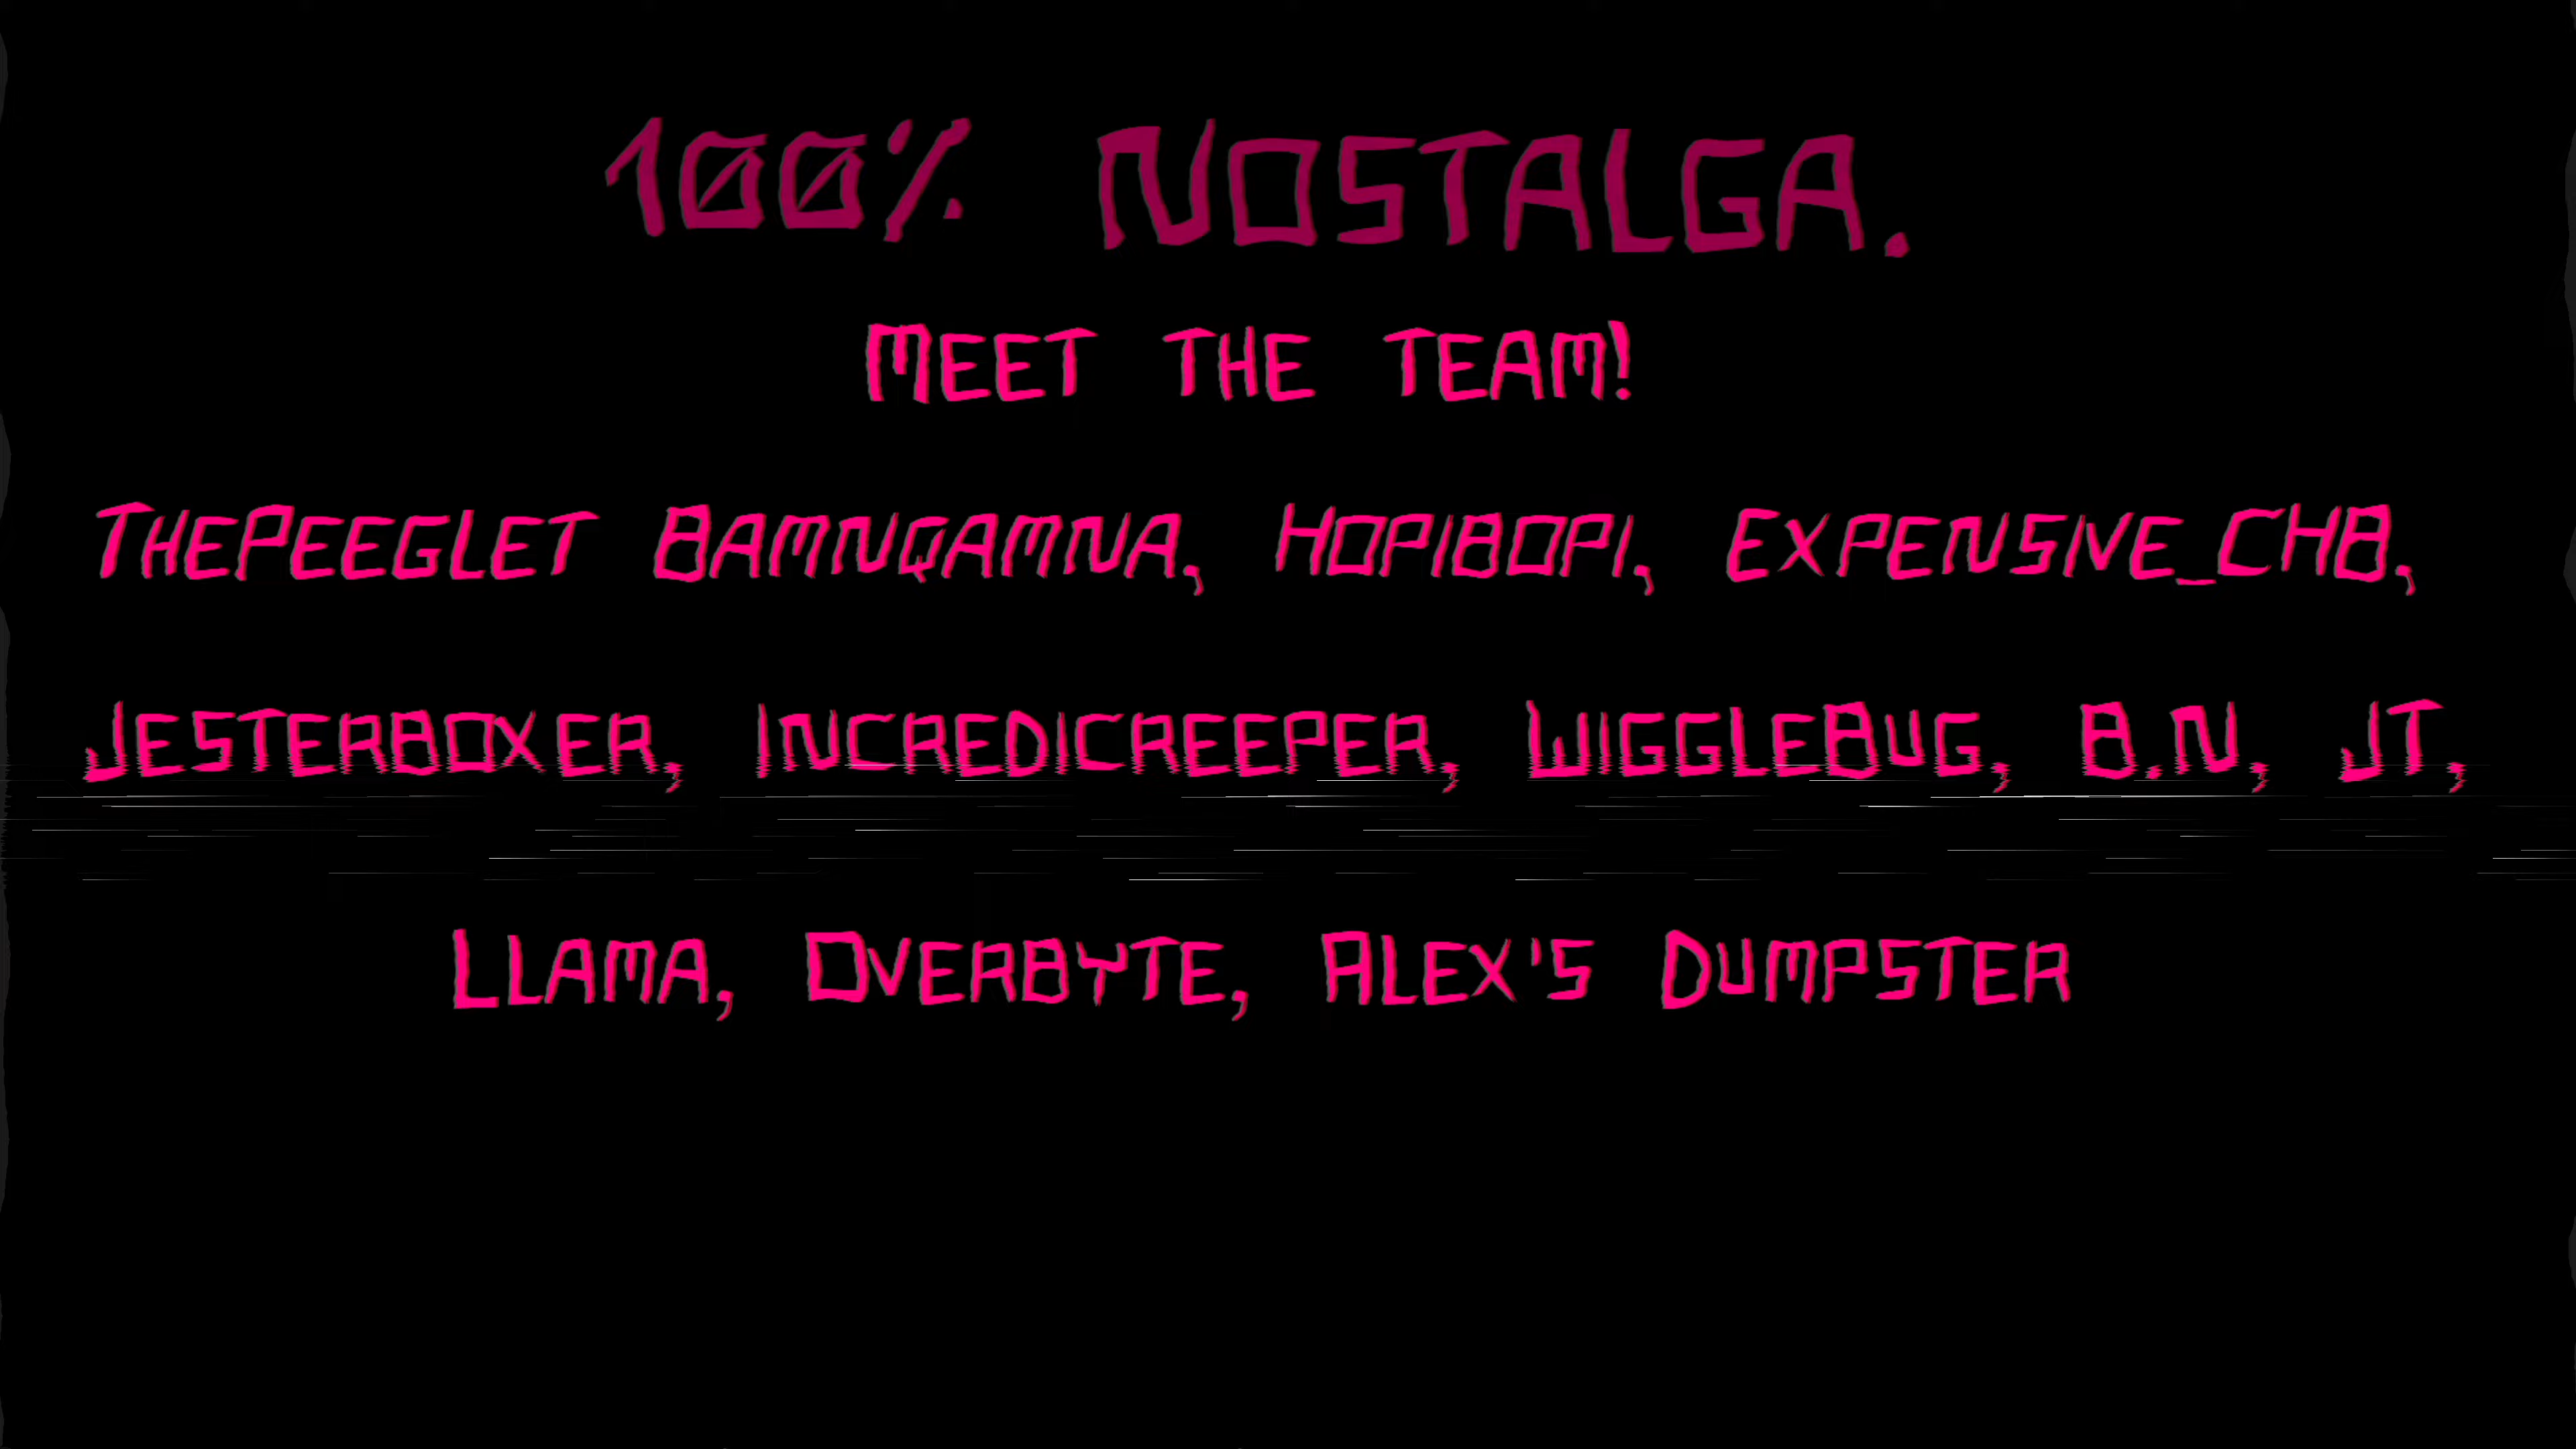 100% NOSTALGA.
MEET THE TEAM!
THEPEEGLET BAMNQAMNA, HOPIBOPI, EXPENSIVE_CHB,
JESTERBOXER, INCREDICREEPER, WIGGLEBUG, B.N, JT,
LLAMA, OVERBYTE, ALEX'S DUMPSTER